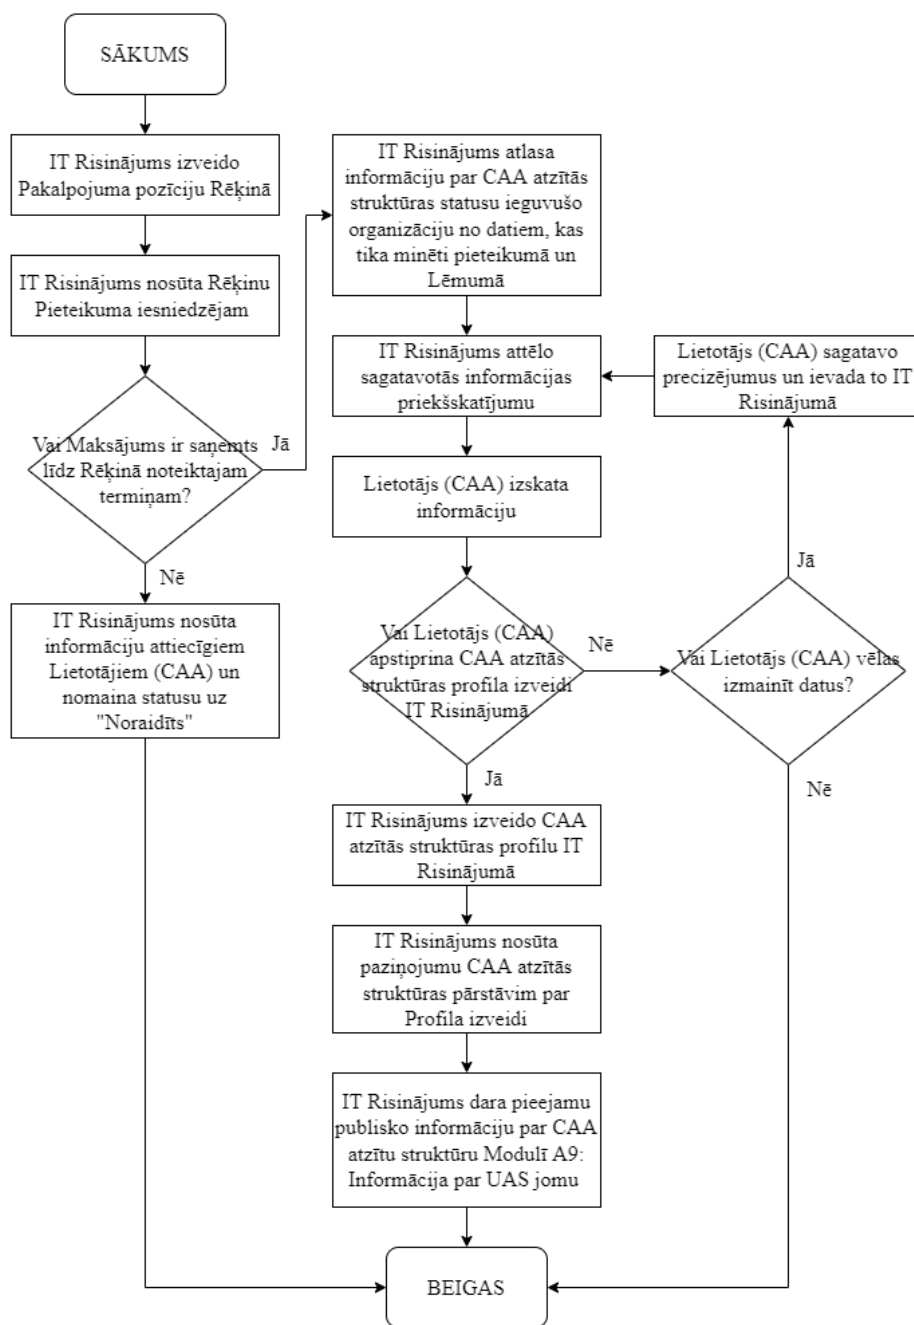 SĀKUMS
IT Risinājums izveido
Pakalpojuma pozīciju Rēķinā
IT Risinājums nosūta Rēķinu
Pieteikuma iesniedzējam
Vai Maksājums ir saņemts
līdz Rēķinā noteiktajam
termiņam?
Jā
Nē
IT Risinājums nosūta
informāciju attiecīgiem
Lietotājiem (CAA) un
nomaina statusu uz
"Noraidīts"
IT Risinājums atlasa
informāciju par CAA atzītās
struktūras statusu ieguvušo
organizāciju no datiem, kas
tika minēti pieteikumā un
Lēmumā
IT Risinājums attēlo
sagatavotās informācijas
priekšskatījumu
Lietotājs (CAA) izskata
informāciju
Vai Lietotājs (CAA)
apstiprina CAA atzītās
struktūras profila izveidi
IT Risinājumā
Nē
Jā
Lietotājs (CAA) sagatavo
precizējumus un ievada to IT
Risinājumā
Jā
Vai Lietotājs (CAA) vēlas
izmainīt datus?
Nē
IT Risinājums izveido CAA
atzītās struktūras profilu IT
Risinājumā
IT Risinājums nosūta
paziņojumu CAA atzītās
struktūras pārstāvim par
Profila izveidi
IT Risinājums dara pieejamu
publisko informāciju par CAA
atzītu struktūru Modulī A9:
Informācija par UAS jomu
BEIGAS